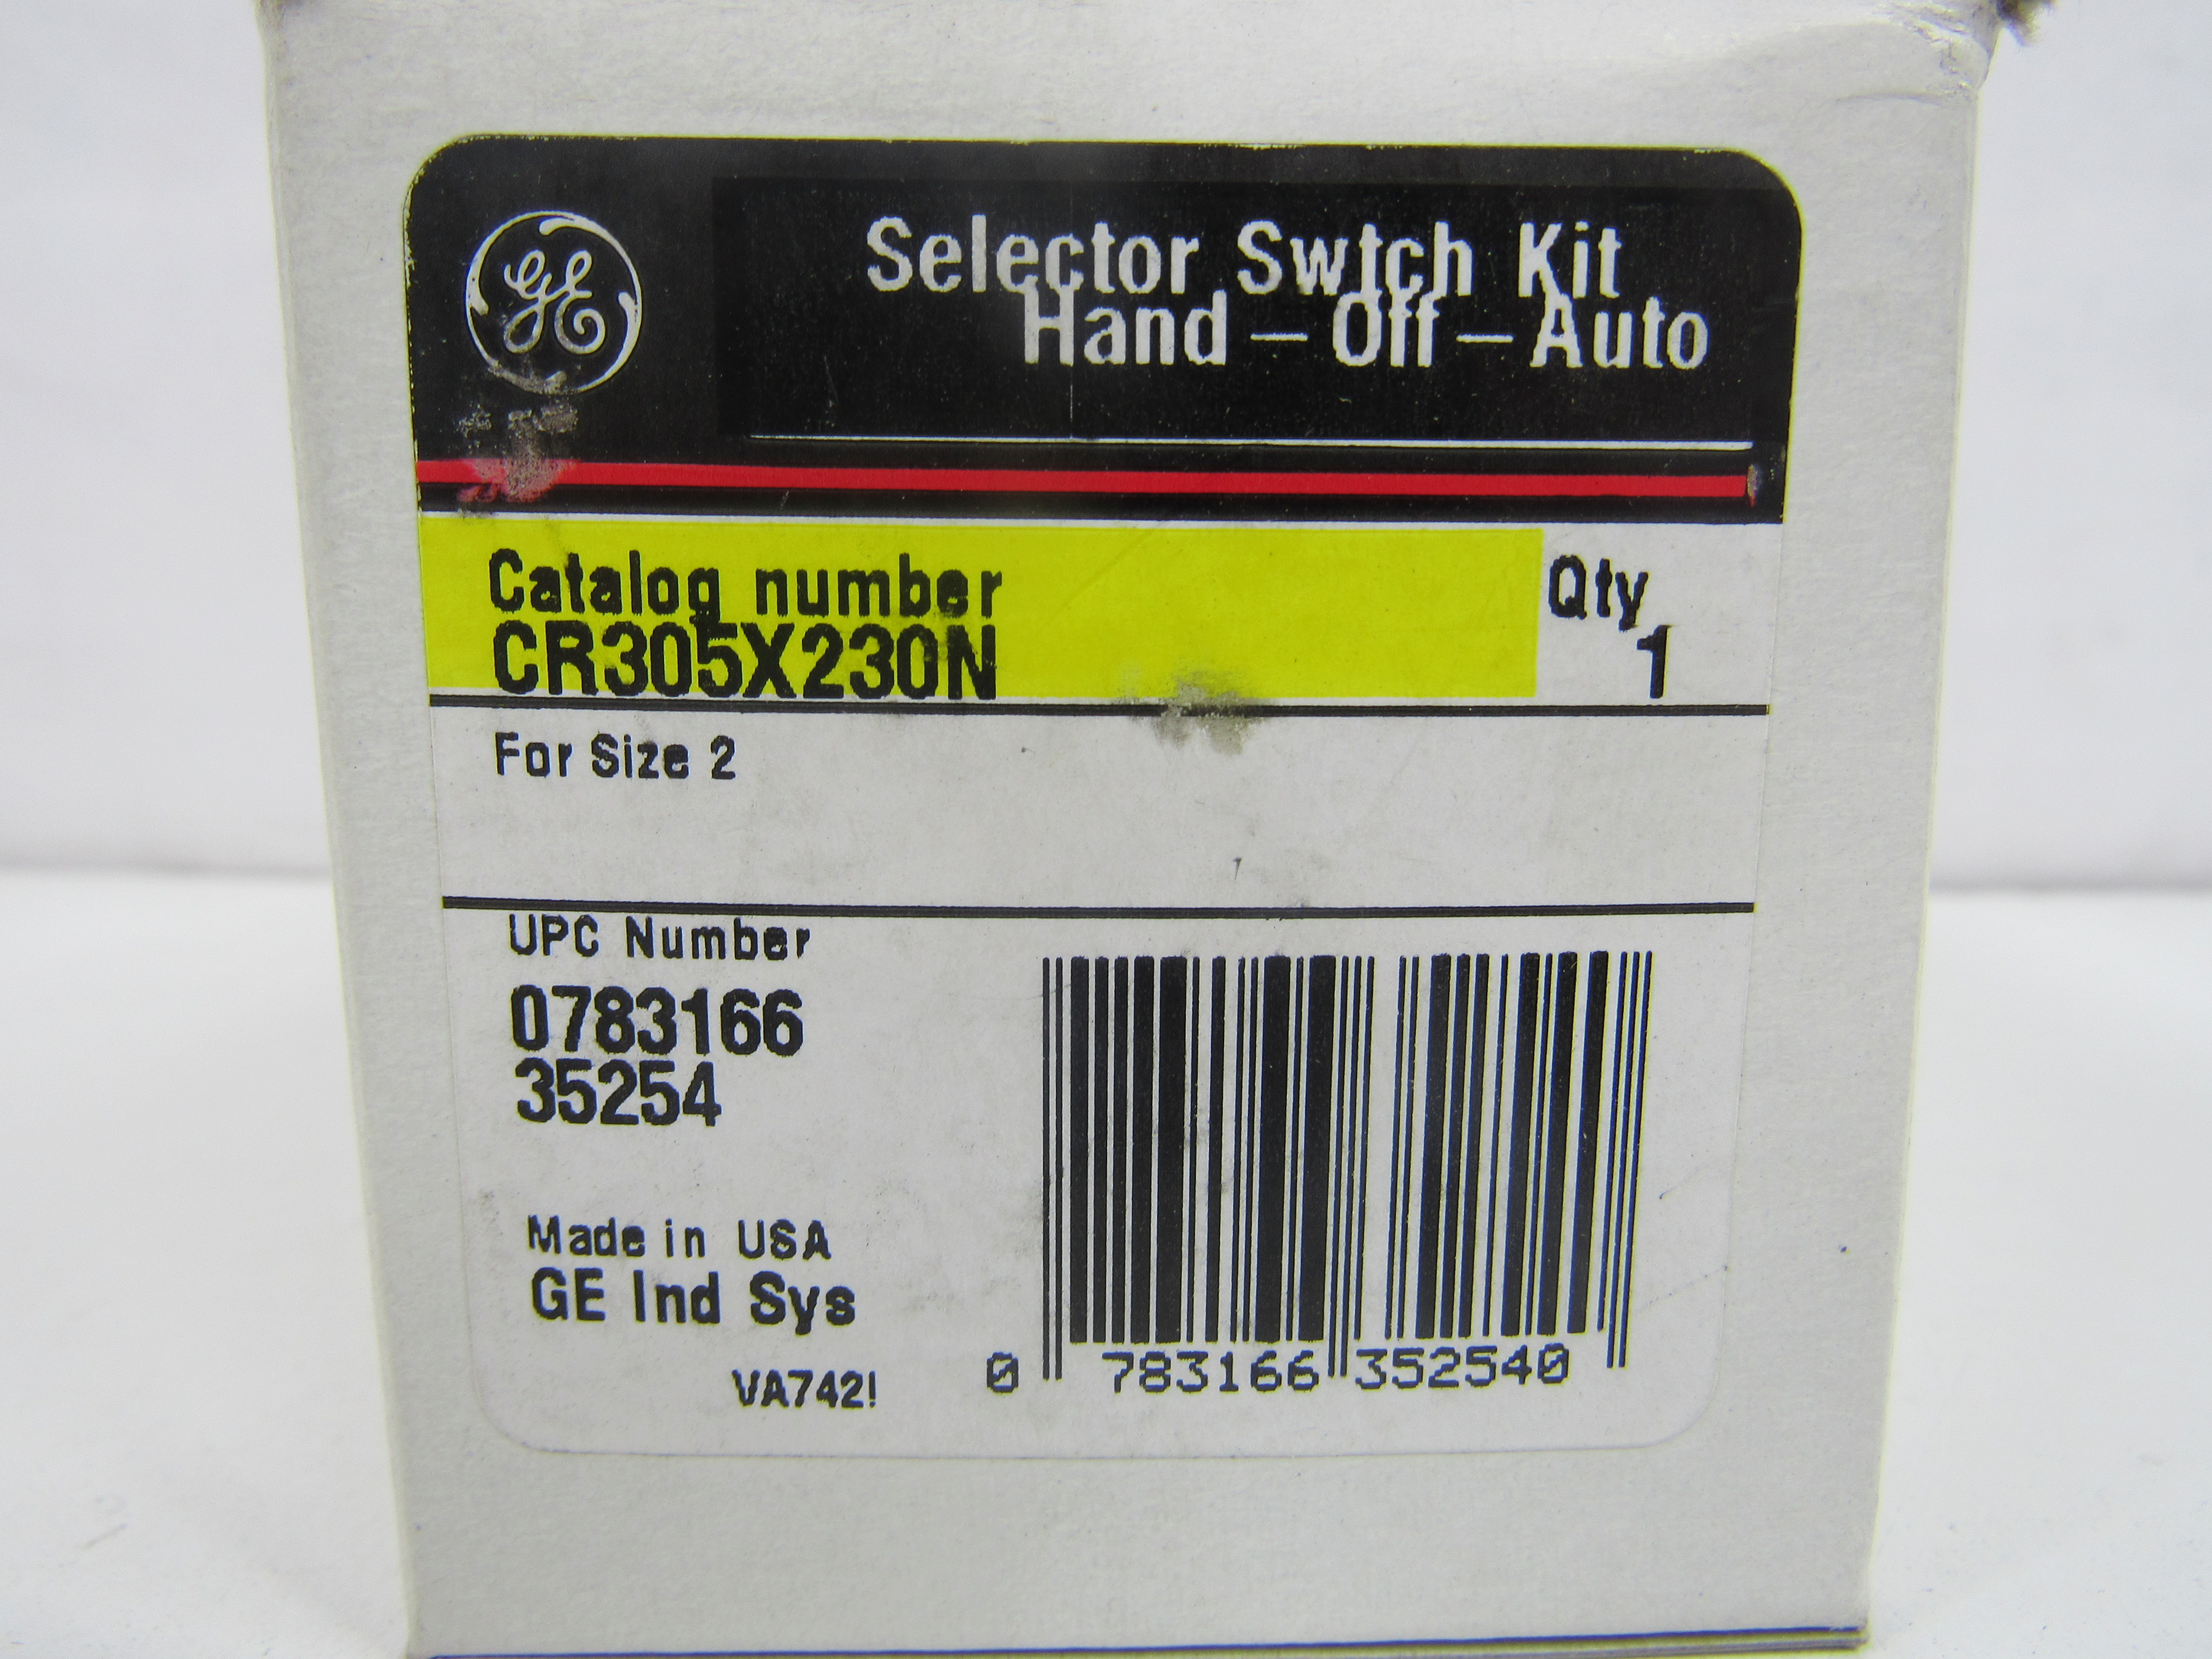 GE
Selector Swtch Kit
Hand - Off - Auto
Catalog number
Qty
CR305X230N
1
For Size 2
UPC Number
0783166
35254
Made in USA
GE Ind Sys
VA742!
0 783166 352540